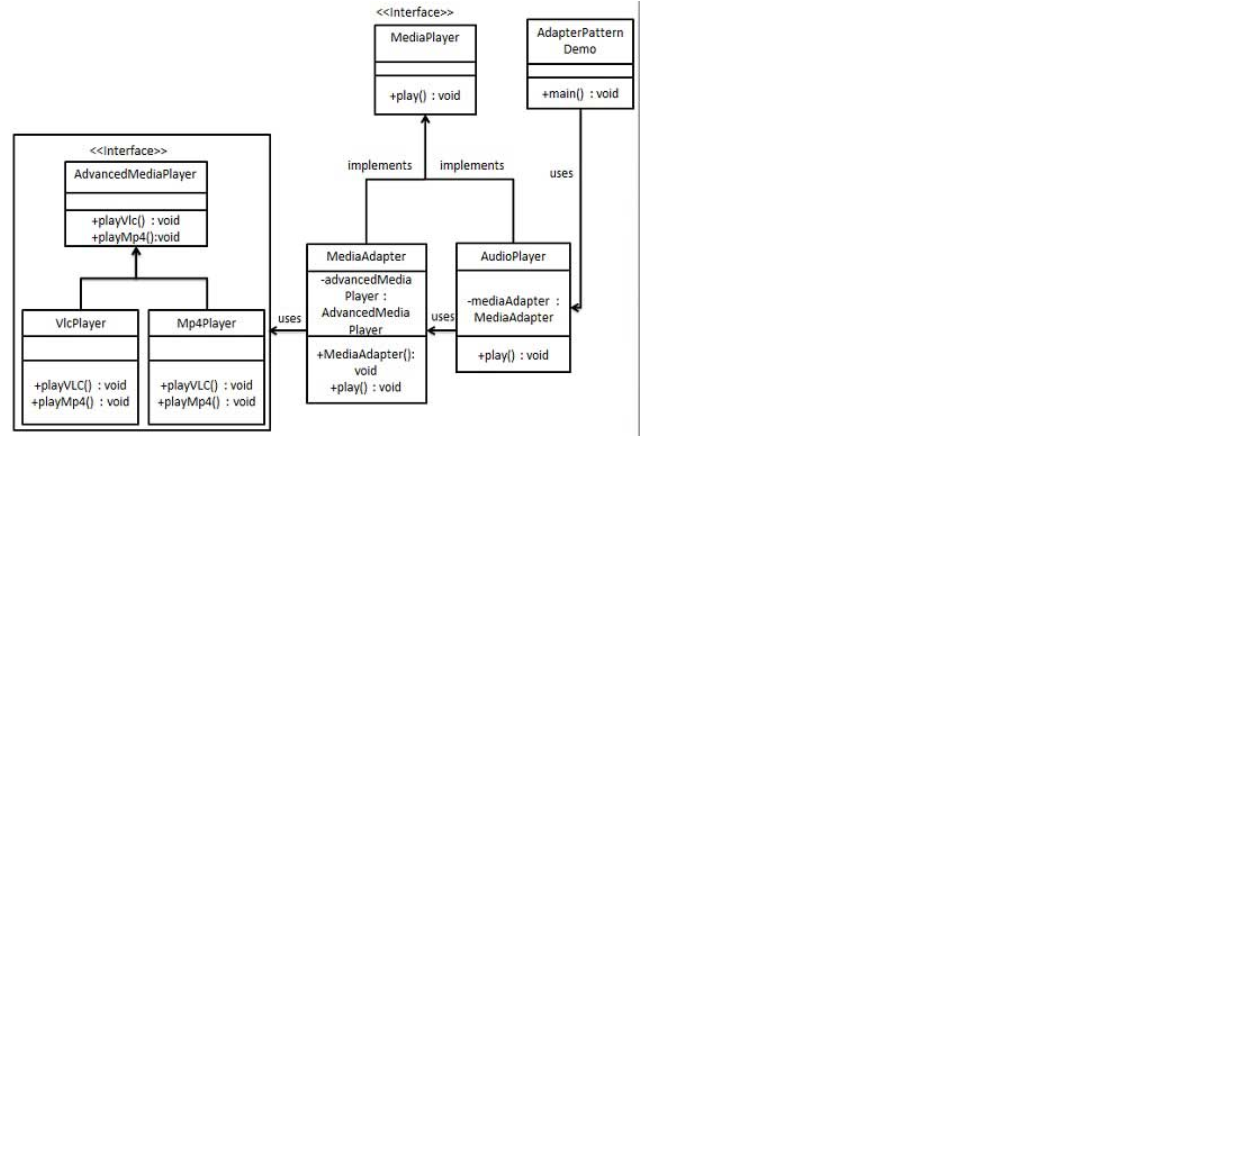 <<Interface>>
MediaPlayer
+play() : void
AdapterPattern
Demo
+main() : void
implements
implements
uses
<<Interface>>
AdvancedMediaPlayer
+playVlc() : void
+playMp4():void
VlcPlayer
+playVLC() : void
+playMp4() : void
Mp4Player
+playVLC() : void
+playMp4() : void
uses
MediaAdapter
-advancedMedia
Player :
AdvancedMedia
Player
+MediaAdapter():
void
+play() : void
uses
AudioPlayer
-mediaAdapter :
MediaAdapter
+play() : void